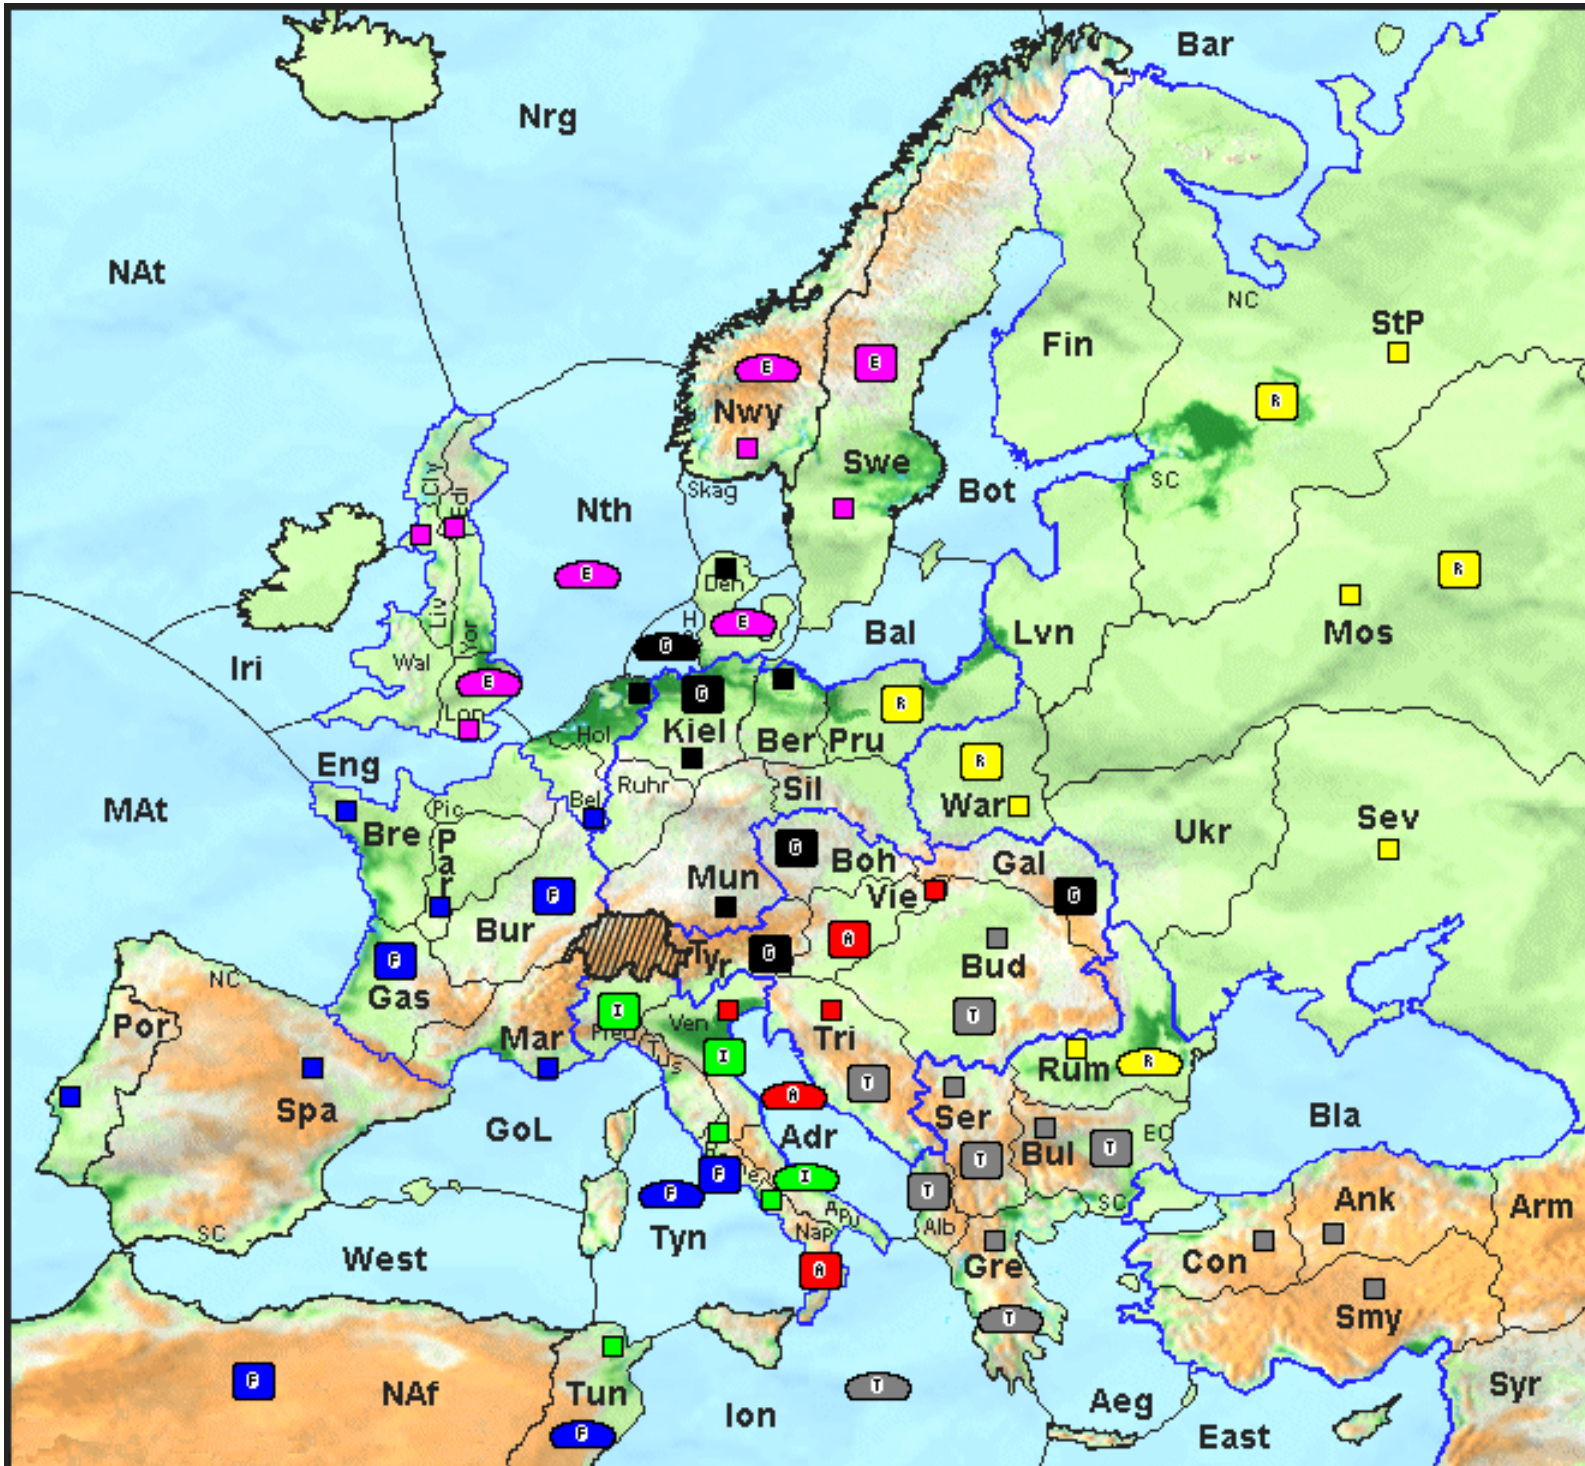 Bar
Nrg
NAt
NC
StP
Fin
E
E
R
Nwy
Cly
Edi
Swe
SC
Skag
Bot
Nth
R
E
Den
H
E
Liv
Yor
Bal
Lvn
Mos
Iri
Wal
G
E
G
R
Lon
Hol
Kiel
Ber
Pru
Eng
R
Ruhr
Sil
Bel
War
MAt
Pic
Bre
Par
Ukr
Sev
G
Boh
Gal
Mun
Vie
F
G
Bur
A
Tyr
G
F
Bud
NC
Gas
I
T
Por
Mar
Pied
Ven
Tri
Tus
I
Rum
R
T
Spa
A
Ser
GoL
Adr
Bla
EC
Bul
T
T
F
I
F
T
Ank
Arm
SC
Apu
SC
Nap
Alb
Tyn
West
A
Gre
Con
T
Smy
F
NAf
Tun
T
Syr
Ion
Aeg
F
East